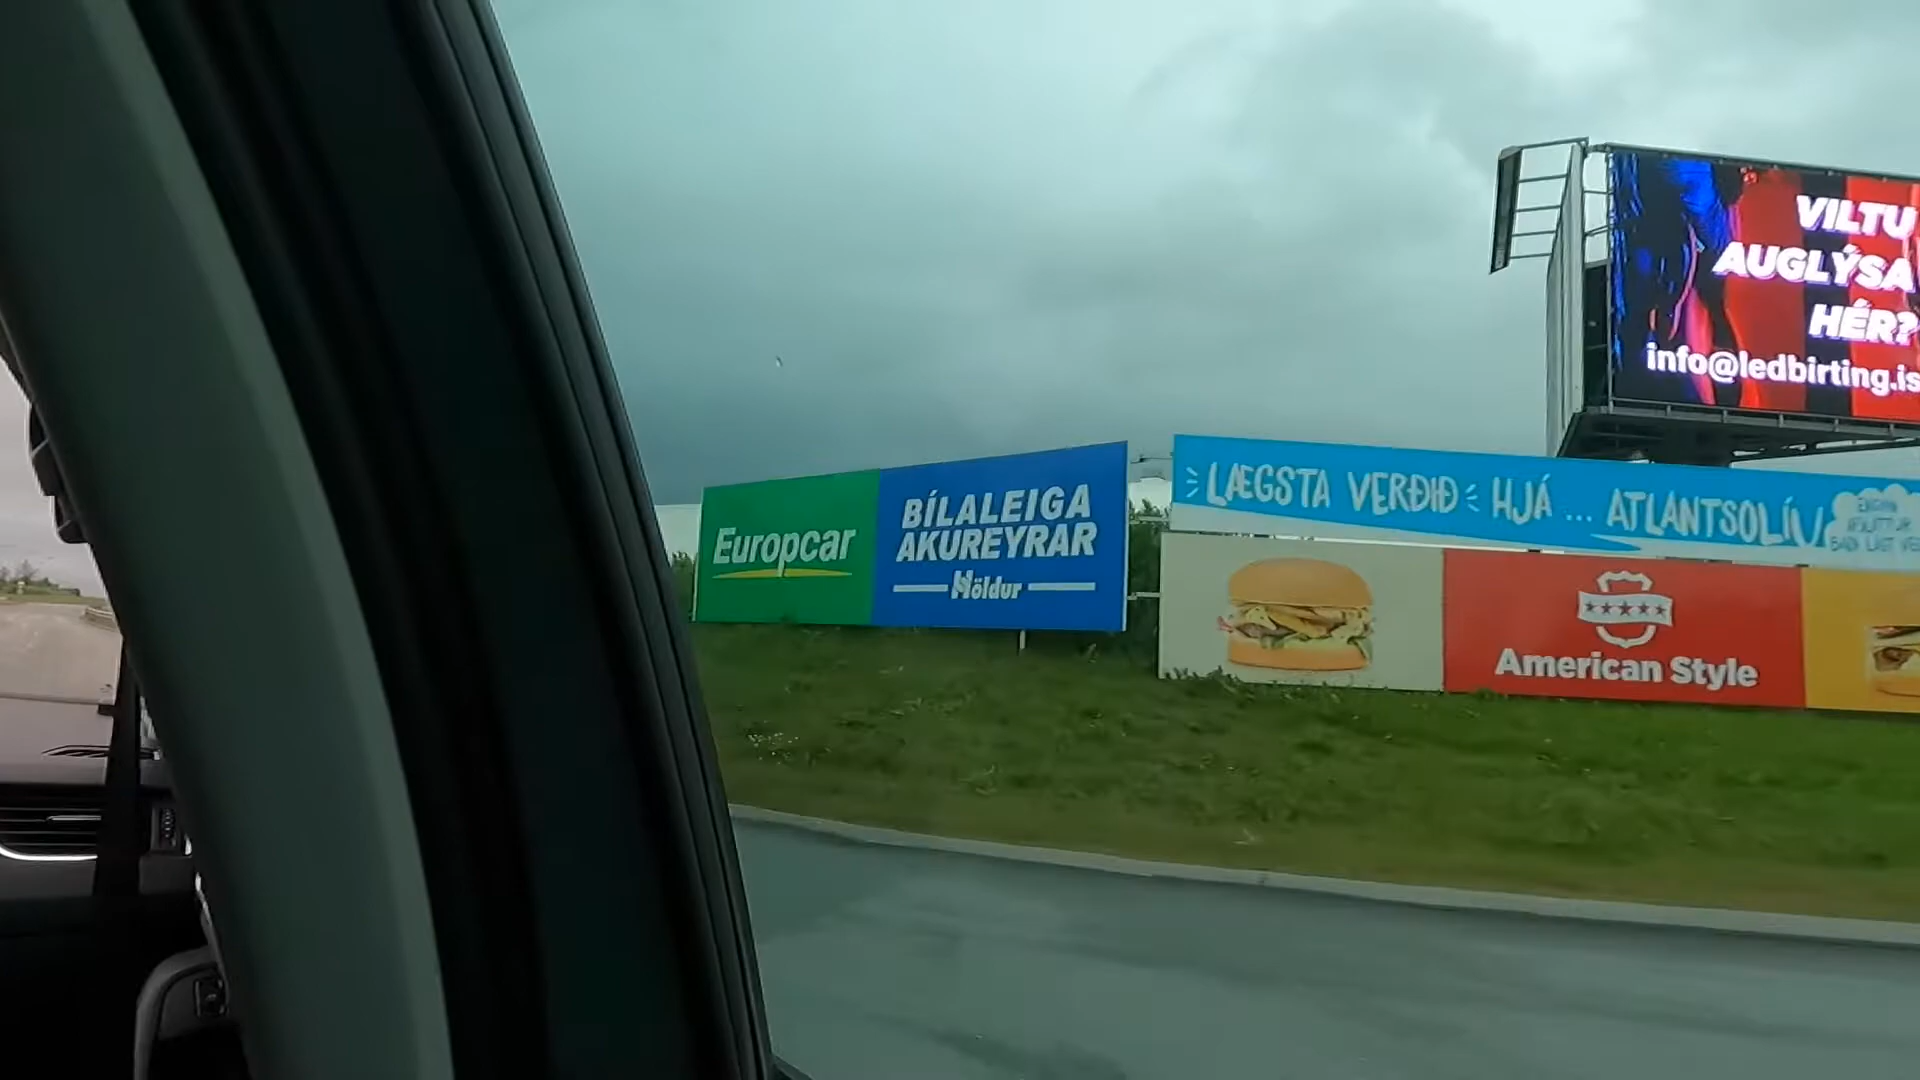 VILTU
AUGLÝSA
HÉR?
info@ledbirting.is
LÆGSTA VERÐIÐ HJÁ ... ATLANTSOLÍU
Europcar
BÍLALEIGA
AKUREYRAR
Höldur
American Style